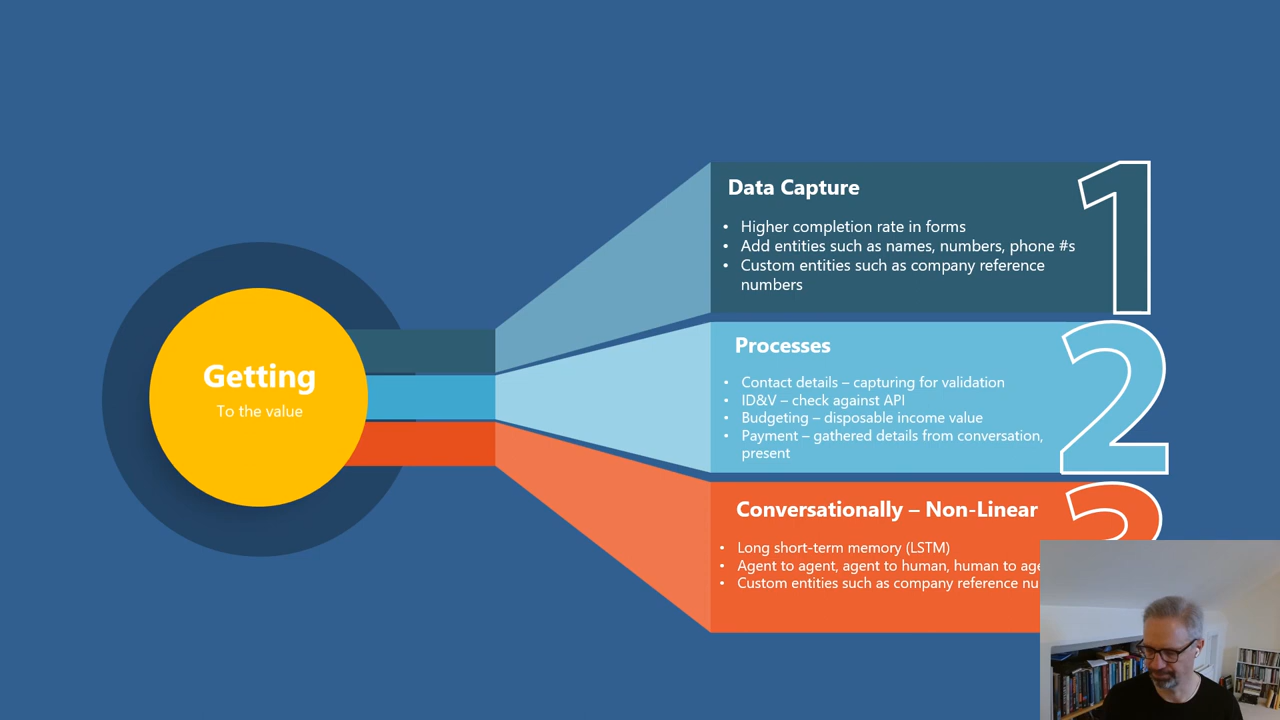 Getting
To the value
Data Capture
1
• Higher completion rate in forms
• Add entities such as names, numbers, phone #s
• Custom entities such as company reference
numbers
Processes
2
• Contact details – capturing for validation
• ID&V – check against API
• Budgeting – disposable income value
• Payment – gathered details from conversation,
present
Conversationally – Non-Linear
3
• Long short-term memory (LSTM)
• Agent to agent, agent to human, human to
• Custom entities such as company reference